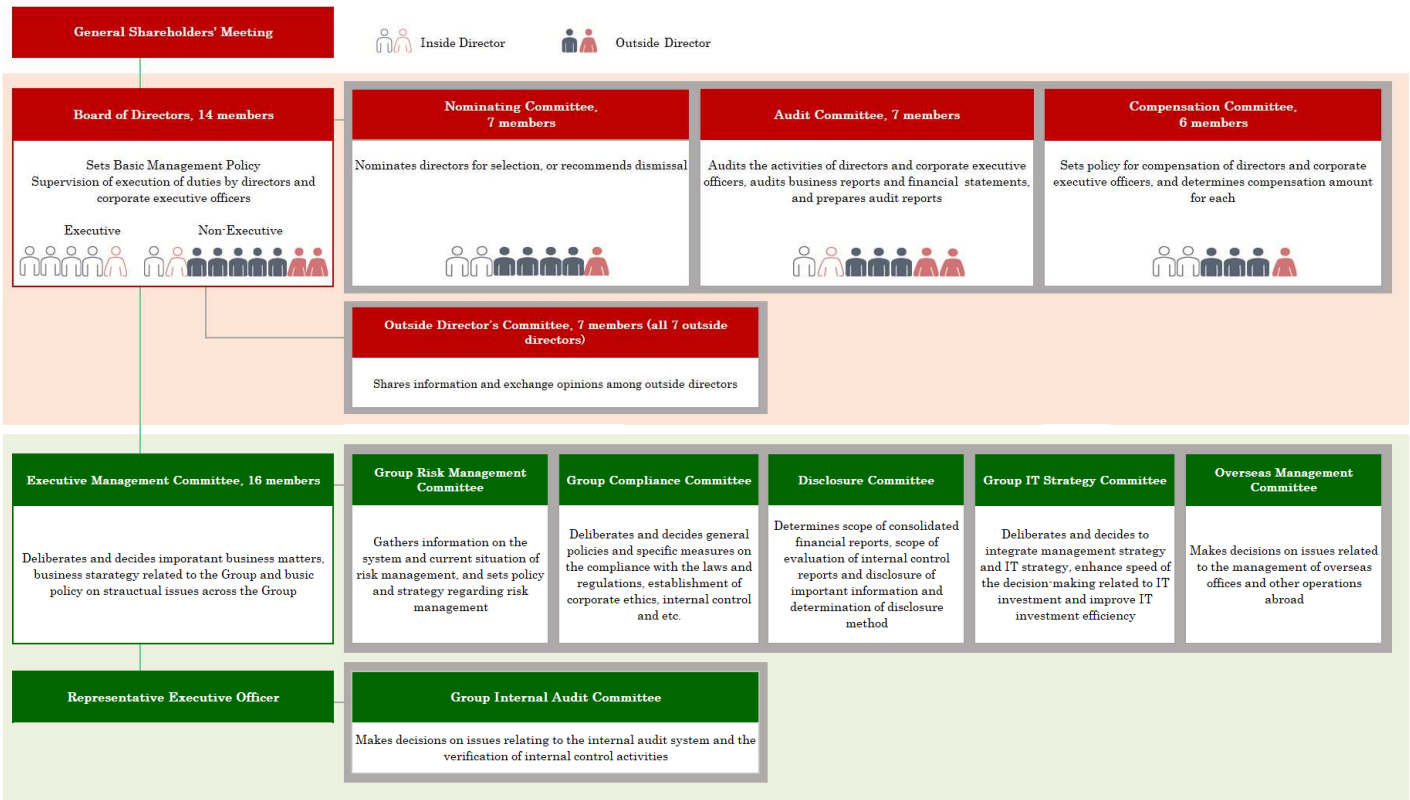 General Shareholders' Meeting
Inside Director
Outside Director
Board of Directors, 14 members
Sets Basic Management Policy
Supervision of execution of duties by directors and
corporate executive officers
Executive
Non-Executive
Nominating Committee,
7 members
Nominates directors for selection, or recommends dismissal
Audit Committee, 7 members
Audits the activities of directors and corporate executive
officers, audits business reports and financial statements,
and prepares audit reports
Compensation Committee,
6 members
Sets policy for compensation of directors and corporate
executive officers, and determines compensation amount
for each
Outside Director's Committee, 7 members (all 7 outside
directors)
Shares information and exchange opinions among outside directors
Executive Management Committee, 16 members
Deliberates and decides imporatant business matters,
business starategy related to the Group and busic
policy on strauctual issues across the Group
Group Risk Management
Committee
Gathers information on the
system and current situation of
risk management, and sets policy
and strategy regarding risk
management
Group Compliance Committee
Deliberates and decides general
policies and specific measures on
the compliance with the laws and
regulations, establishment of
corporate ethics, internal control
and etc.
Disclosure Committee
Determines scope of consolidated
financial reports, scope of
evaluation of internal control
reports and disclosure of
important information and
determination of disclosure
method
Group IT Strategy Committee
Deliberates and decides to
integrate management strategy
and IT strategy, enhance speed of
the decision-making related to IT
investment and improve IT
investment efficiency
Overseas Management
Committee
Makes decisions on issues related
to the management of overseas
offices and other operations
abroad
Representative Executive Officer
Group Internal Audit Committee
Makes decisions on issues relating to the internal audit system and the
verification of internal control activities